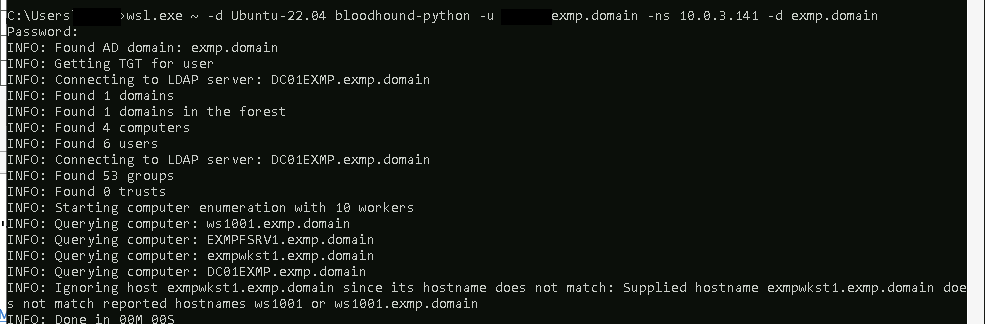 C:\Users\>wsl.exe ~ -d Ubuntu-22.04 bloodhound-python -u exmp.domain -ns 10.0.3.141 -d exmp.domain
Password:
INFO: Found AD domain: exmp.domain
INFO: Getting TGT for user
INFO: Connecting to LDAP server: DC01EXMP.exmp.domain
INFO: Found 1 domains
INFO: Found 1 domains in the forest
INFO: Found 4 computers
INFO: Found 6 users
INFO: Connecting to LDAP server: DC01EXMP.exmp.domain
INFO: Found 53 groups
INFO: Found 0 trusts
INFO: Starting computer enumeration with 10 workers
INFO: Querying computer: ws1001.exmp.domain
INFO: Querying computer: EXMPFSRV1.exmp.domain
INFO: Querying computer: exmpwkst1.exmp.domain
INFO: Querying computer: DC01EXMP.exmp.domain
INFO: Ignoring host exmpwkst1.exmp.domain since its hostname does not match: Supplied hostname exmpwkst1.exmp.domain doe
s not match reported hostnames ws1001 or ws1001.exmp.domain
INFO: Done in 00M 00S